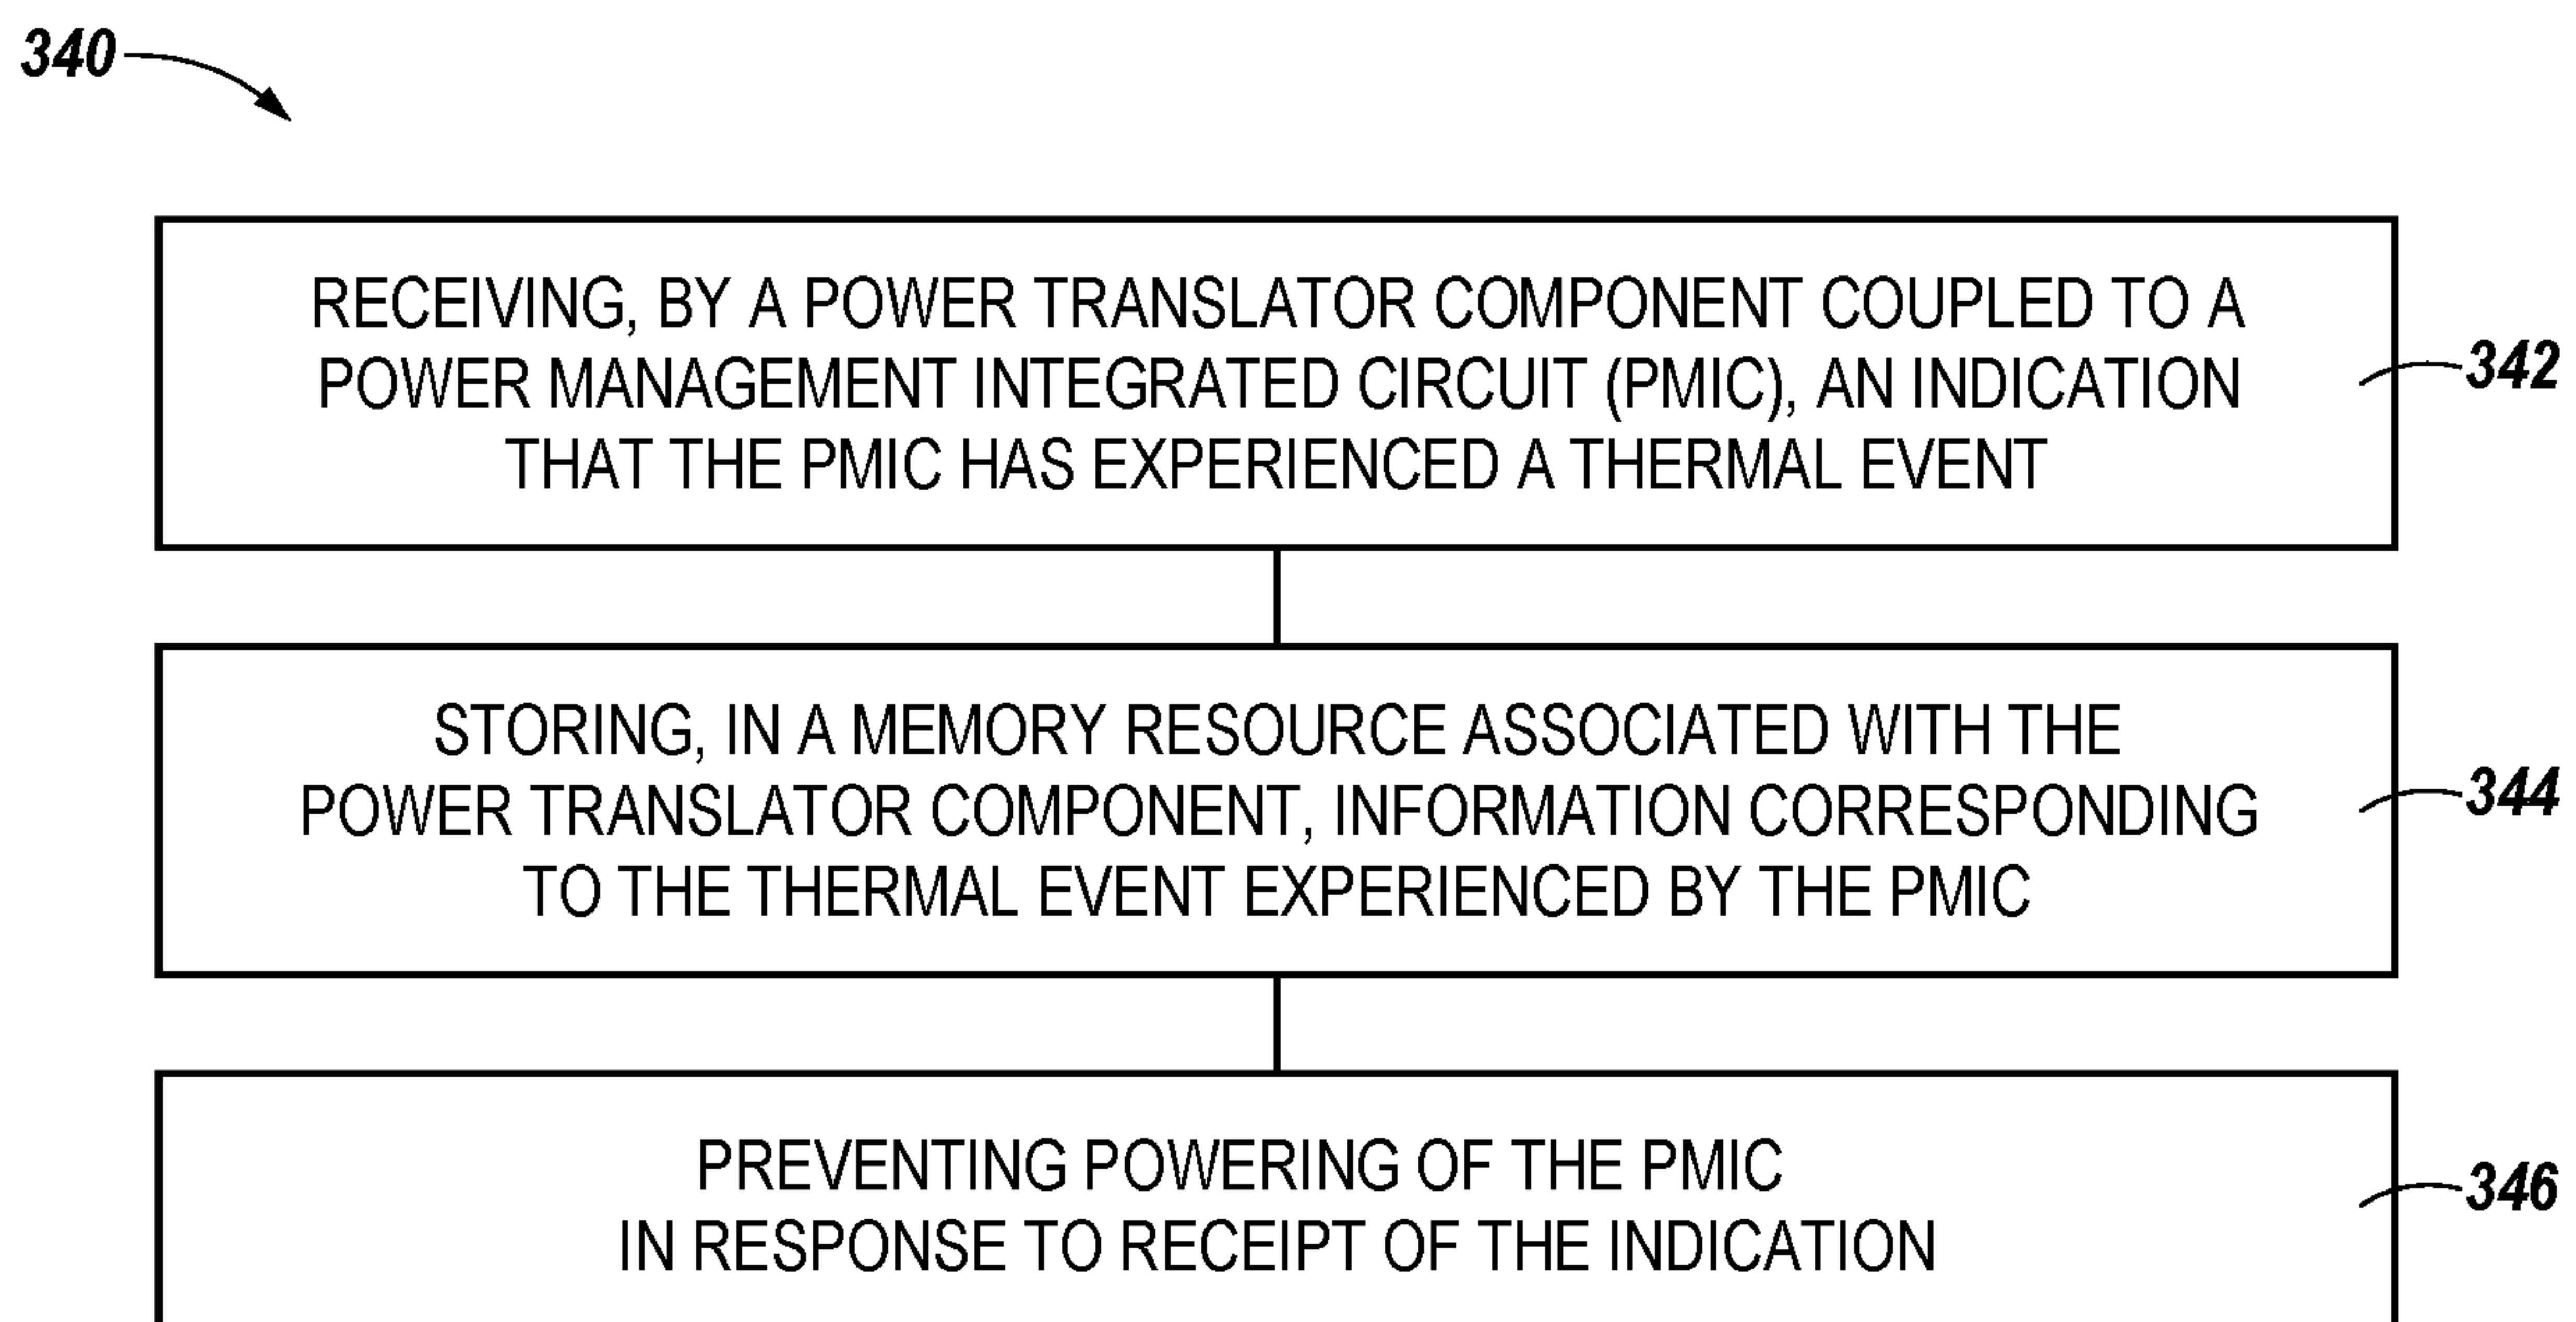 340
RECEIVING, BY A POWER TRANSLATOR COMPONENT COUPLED TO A
POWER MANAGEMENT INTEGRATED CIRCUIT (PMIC), AN INDICATION
THAT THE PMIC HAS EXPERIENCED A THERMAL EVENT
342
STORING, IN A MEMORY RESOURCE ASSOCIATED WITH THE
POWER TRANSLATOR COMPONENT, INFORMATION CORRESPONDING
TO THE THERMAL EVENT EXPERIENCED BY THE PMIC
344
PREVENTING POWERING OF THE PMIC
IN RESPONSE TO RECEIPT OF THE INDICATION
346